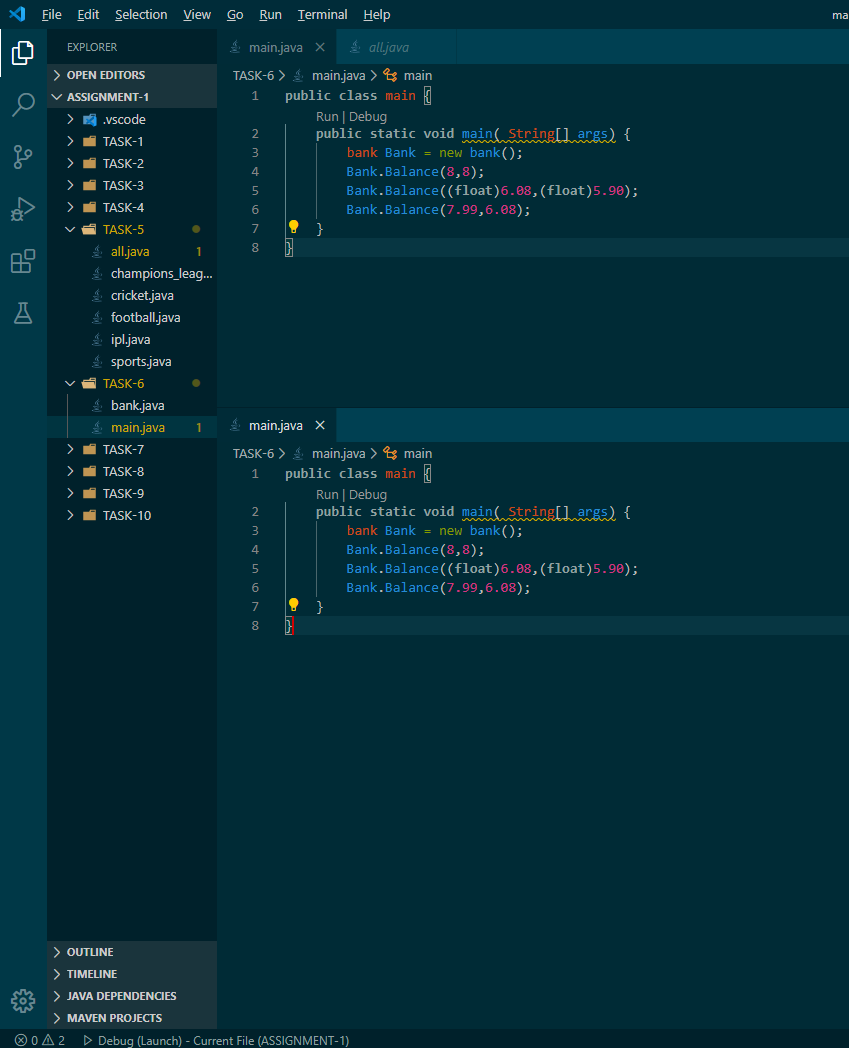 File Edit Selection View Go Run Terminal Help ma
EXPLORER
OPEN EDITORS
ASSIGNMENT-1
.vscode
TASK-1
TASK-2
TASK-3
TASK-4
TASK-5
all.java 1
champions_leag...
cricket.java
football.java
ipl.java
sports.java
TASK-6
bank.java
main.java 1
TASK-7
TASK-8
TASK-9
TASK-10
OUTLINE
TIMELINE
JAVA DEPENDENCIES
MAVEN PROJECTS
main.java all.java
TASK-6 > main.java > main
1 public class main {
Run | Debug
2 public static void main( String[] args) {
3 bank Bank = new bank();
4 Bank.Balance(8,8);
5 Bank.Balance((float)6.08,(float)5.90);
6 Bank.Balance(7.99,6.08);
7 }
8 }
main.java
TASK-6 > main.java > main
1 public class main {
Run | Debug
2 public static void main( String[] args) {
3 bank Bank = new bank();
4 Bank.Balance(8,8);
5 Bank.Balance((float)6.08,(float)5.90);
6 Bank.Balance(7.99,6.08);
7 }
8 }
0 2 Debug (Launch) - Current File (ASSIGNMENT-1)